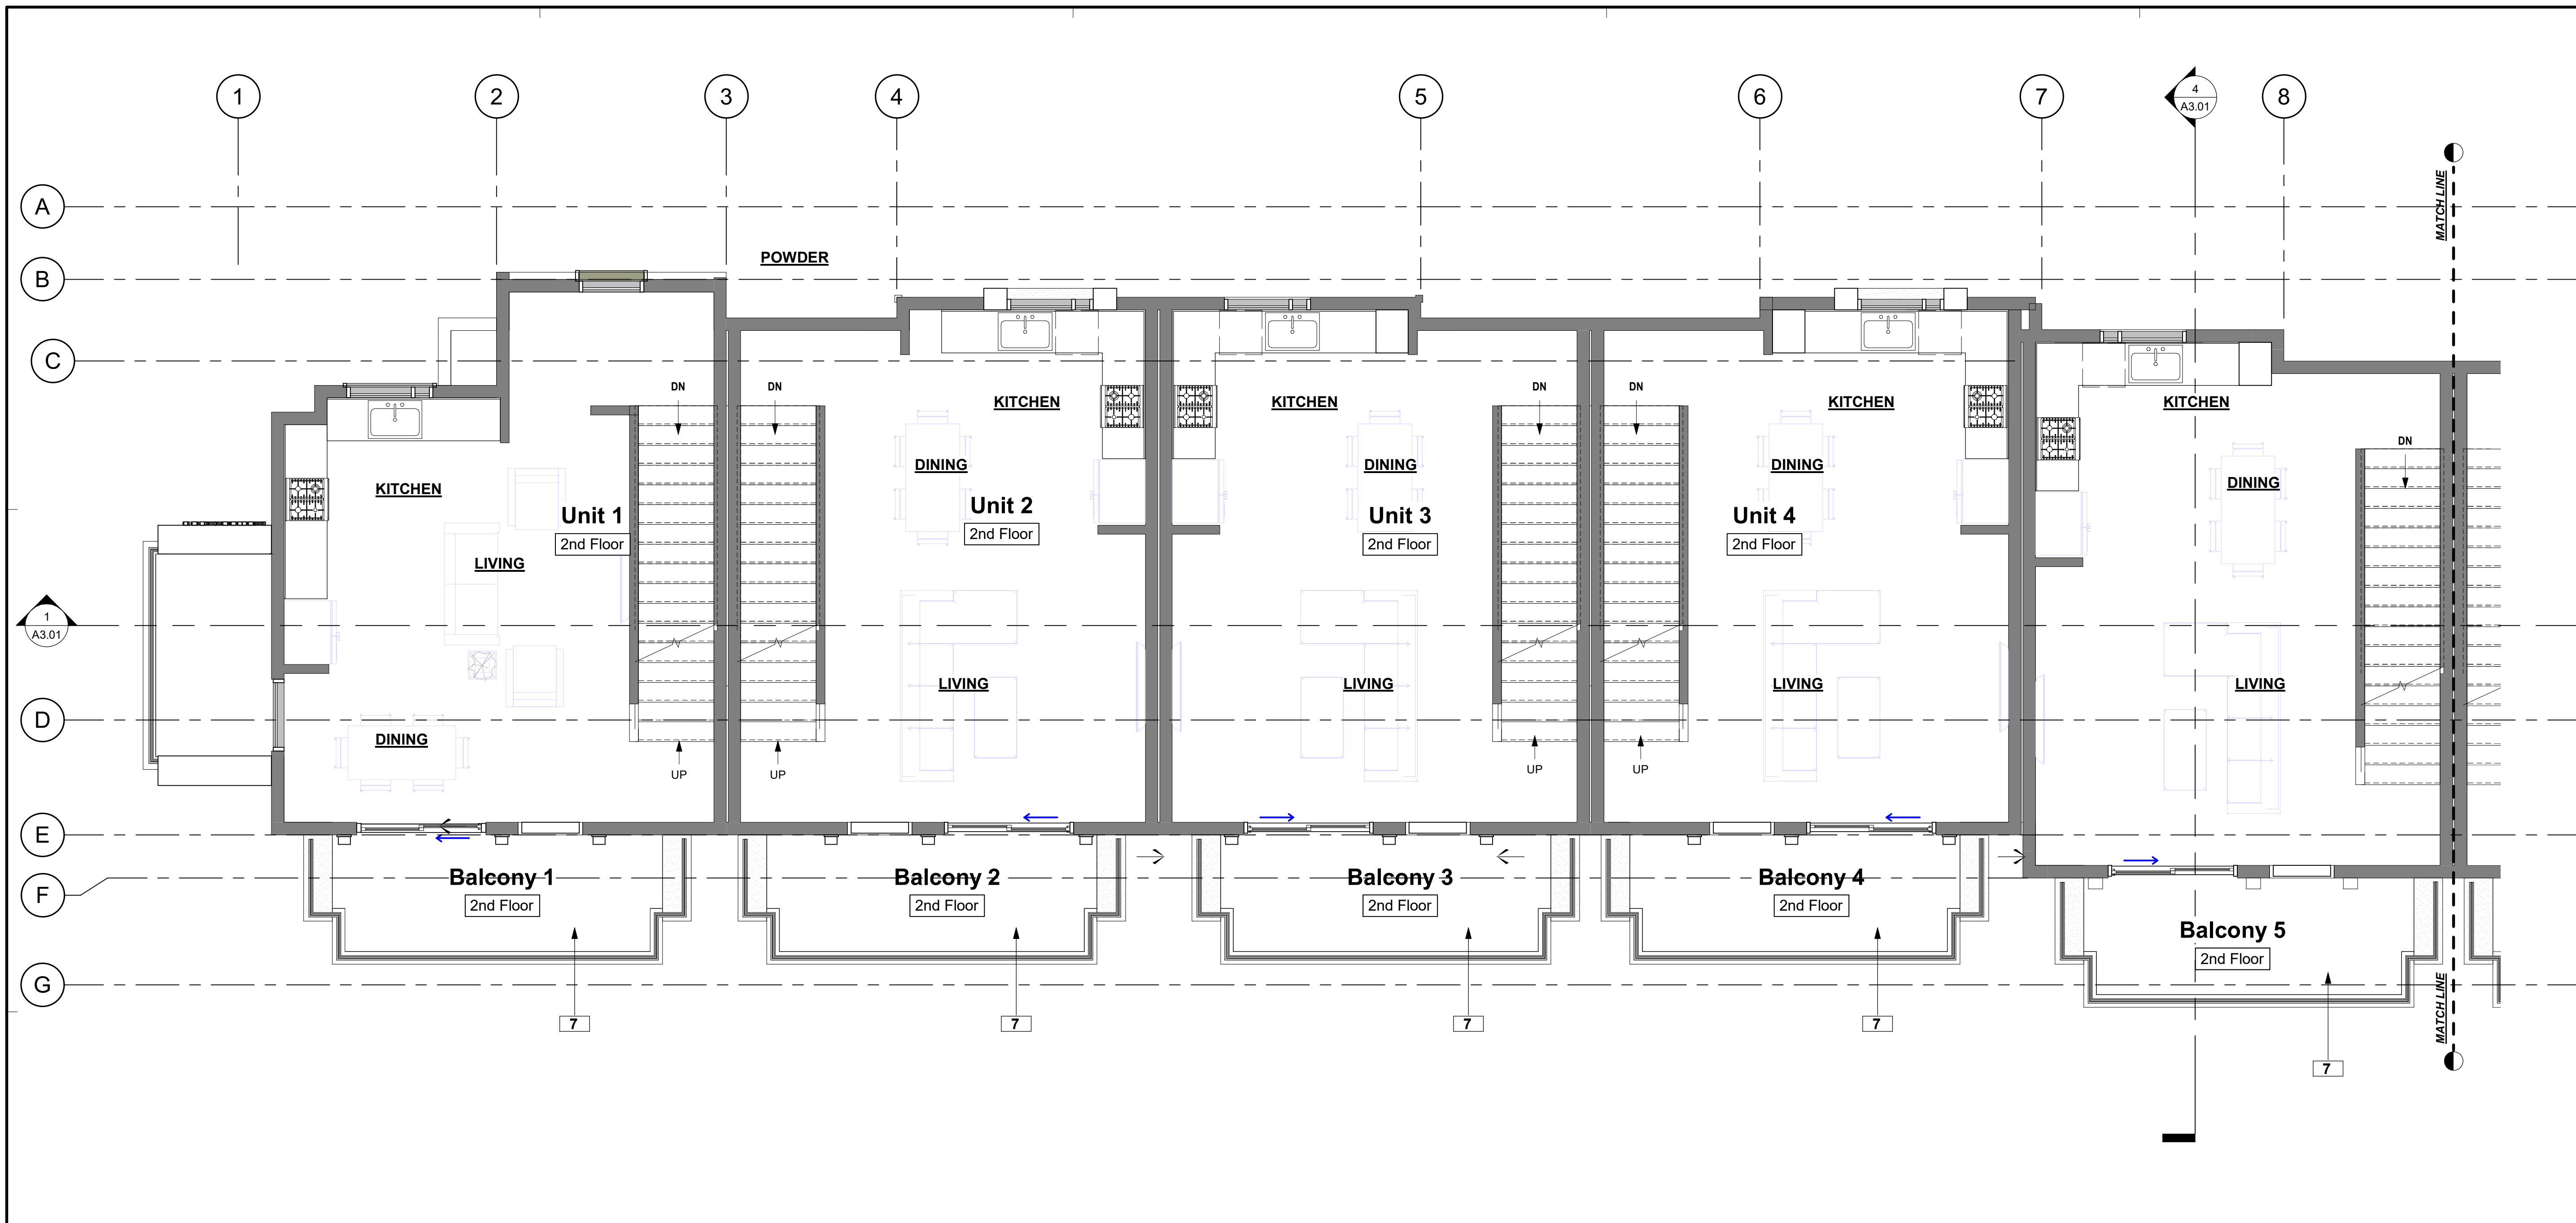 1
2
3
4
5
6
7
4
A3.01
8
MATCH LINE
A
B
POWDER
C
DN
DN
DN
DN
DN
KITCHEN
KITCHEN
KITCHEN
KITCHEN
KITCHEN
DINING
DINING
DINING
DINING
Unit 1
2nd Floor
Unit 2
2nd Floor
Unit 3
2nd Floor
Unit 4
2nd Floor
LIVING
1
A3.01
LIVING
LIVING
LIVING
LIVING
D
DINING
UP
UP
UP
UP
E
F
Balcony 1
2nd Floor
Balcony 2
2nd Floor
Balcony 3
2nd Floor
Balcony 4
2nd Floor
Balcony 5
2nd Floor
G
MATCH LINE
7
7
7
7
7